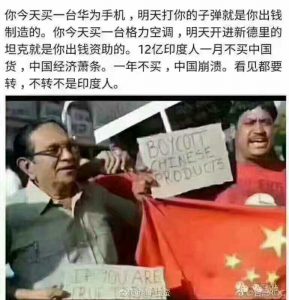 你今天买一台华为手机，明天打你的子弹就是你出钱
制造的。你今天买一台格力空调，明天开进新德里的
坦克就是你出钱资助的。12亿印度人一月不买中国
货，中国经济萧条。一年不买，中国崩溃。看见都要
转，不转不是印度人。
BOYCOTT
CHINESE
PRODUCTS
IF YOU ARE